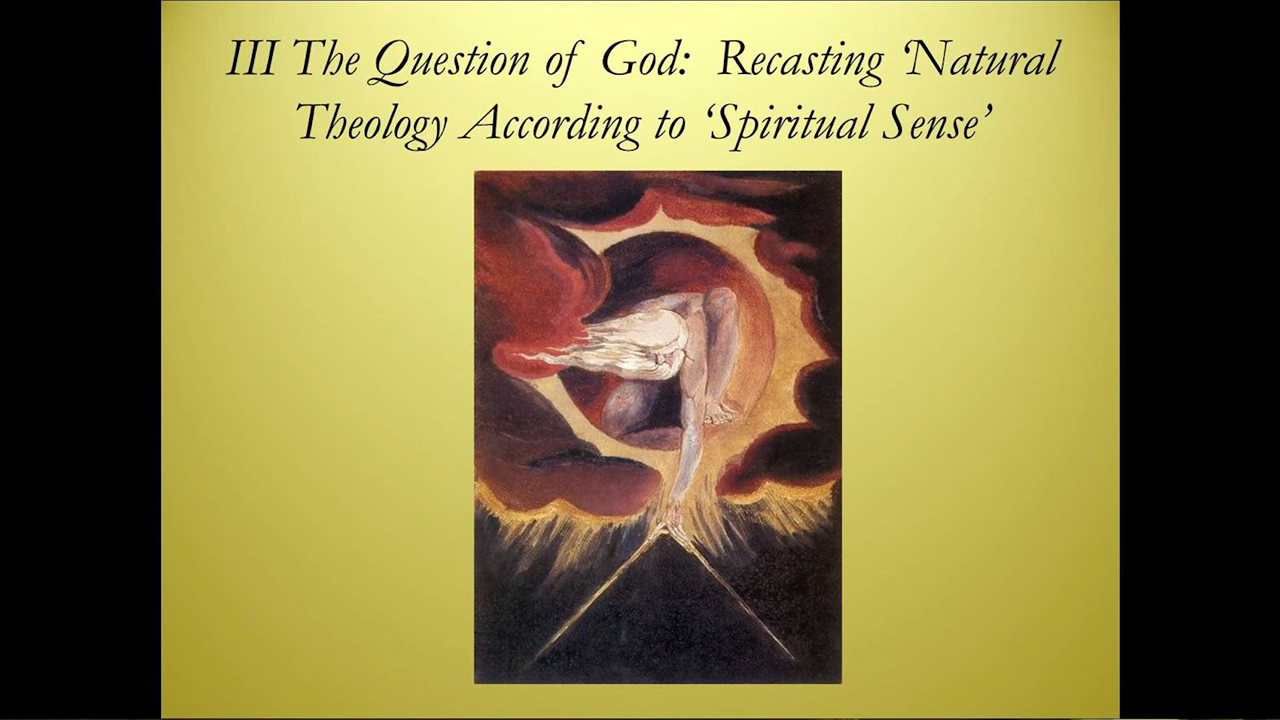 III The Question of God: Recasting ‘Natural
Theology According to ‘Spiritual Sense’